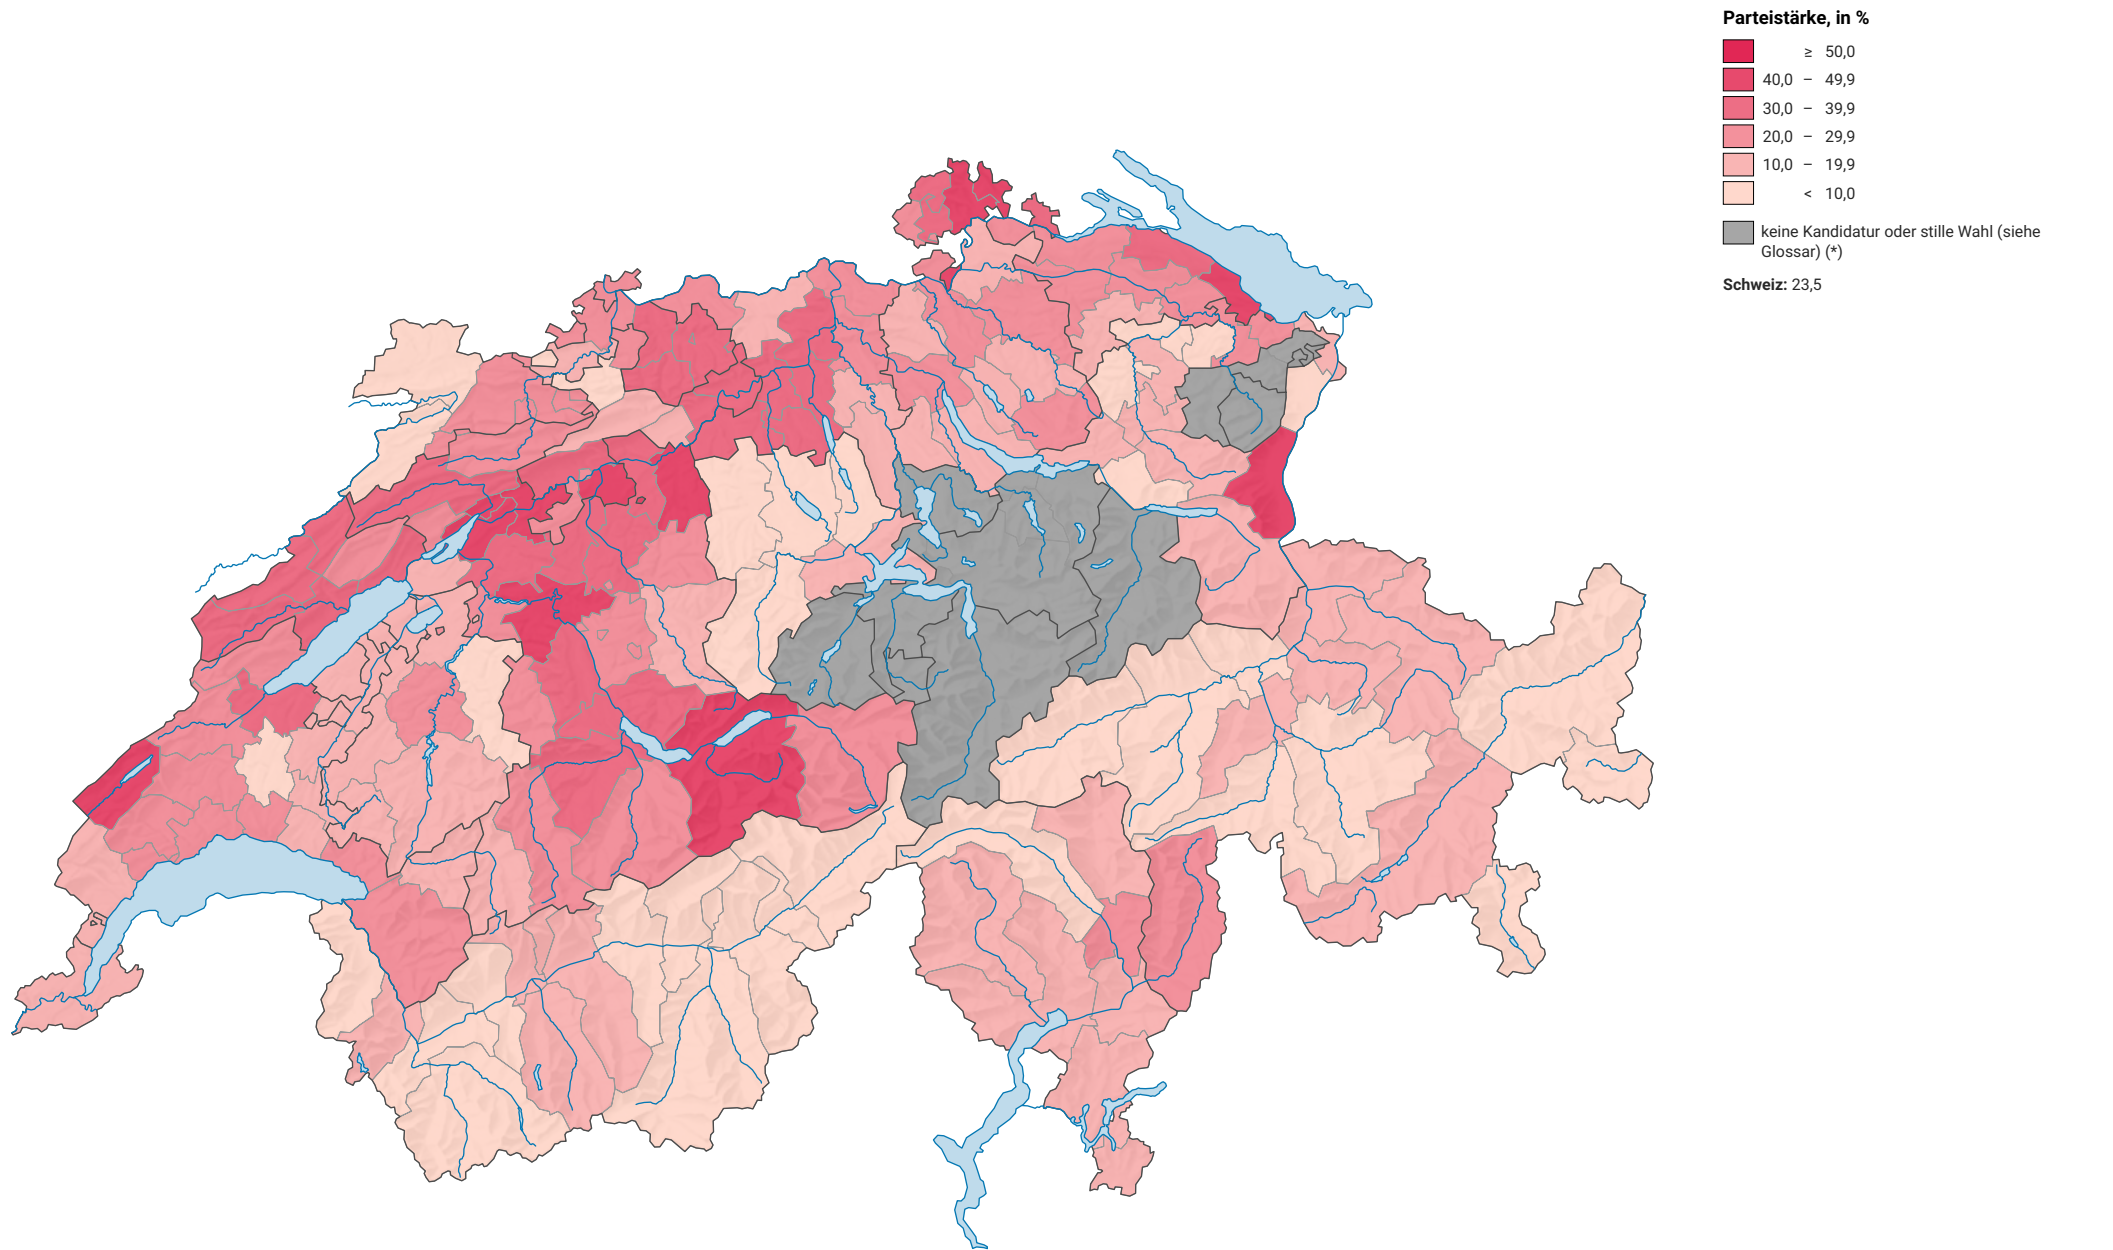 Parteistärke, in %
≥ 50,0
40,0 – 49,9
30,0 – 39,9
20,0 – 29,9
10,0 – 19,9
< 10,0
keine Kandidatur oder stille Wahl (siehe
Glossar) (*)
Schweiz: 23,5